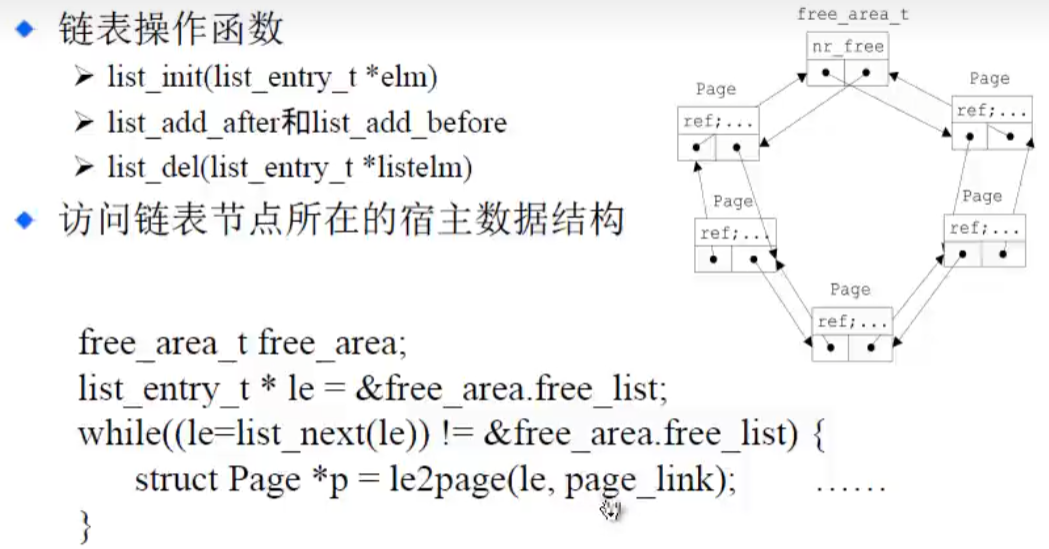 链表操作函数
list_init(list_entry_t *elm)
list_add_after和list_add_before
list_del(list_entry_t *listelm)
访问链表节点所在的宿主数据结构
free_area_t free_area;
list_entry_t * le = &free_area.free_list;
while((le=list_next(le)) != &free_area.free_list) {
struct Page *p = le2page(le, page_link); ……
}
free_area_t
nr_free
Page
ref;...
Page
ref;...
Page
ref;...
Page
ref;...
Page
ref;...